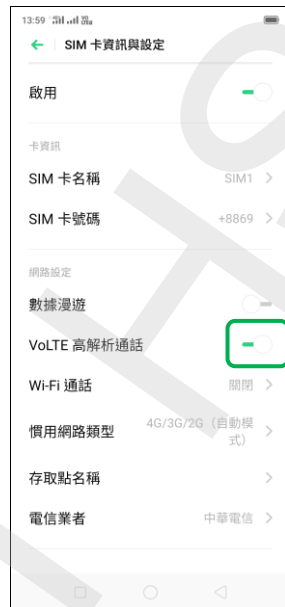 13:59
SIM 卡資訊與設定
啟用
卡資訊
SIM 卡名稱 SIM1
SIM 卡號碼 +8869
網路設定
數據漫遊
VoLTE 高解析通話
Wi-Fi 通話 關閉
慣用網路類型 4G/3G/2G（自動模
式）
存取點名稱
電信業者 中華電信